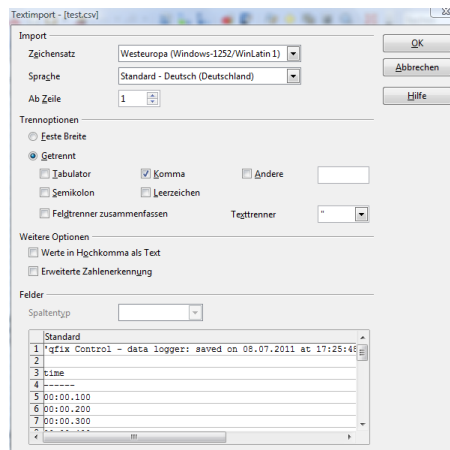 Textimport - [test.csv]
Import
OK
Zeichensatz Westeuropa (Windows-1252/WinLatin 1)
Abbrechen
Sprache Standard - Deutsch (Deutschland)
Ab Zeile 1
Hilfe
Trennoptionen
Feste Breite
Getrennt
Tabulator Komma Andere
Semikolon Leerzeichen
Feldtrenner zusammenfassen Texttrenner "
Weitere Optionen
Werte in Hochkomma als Text
Erweiterte Zahlenerkennung
Felder
Spaltentyp
Standard
1 'qfix Control - data logger: saved on 08.07.2011 at 17:25:48
2
3 time
4 ------
5 00:00.100
6 00:00.200
7 00:00.300